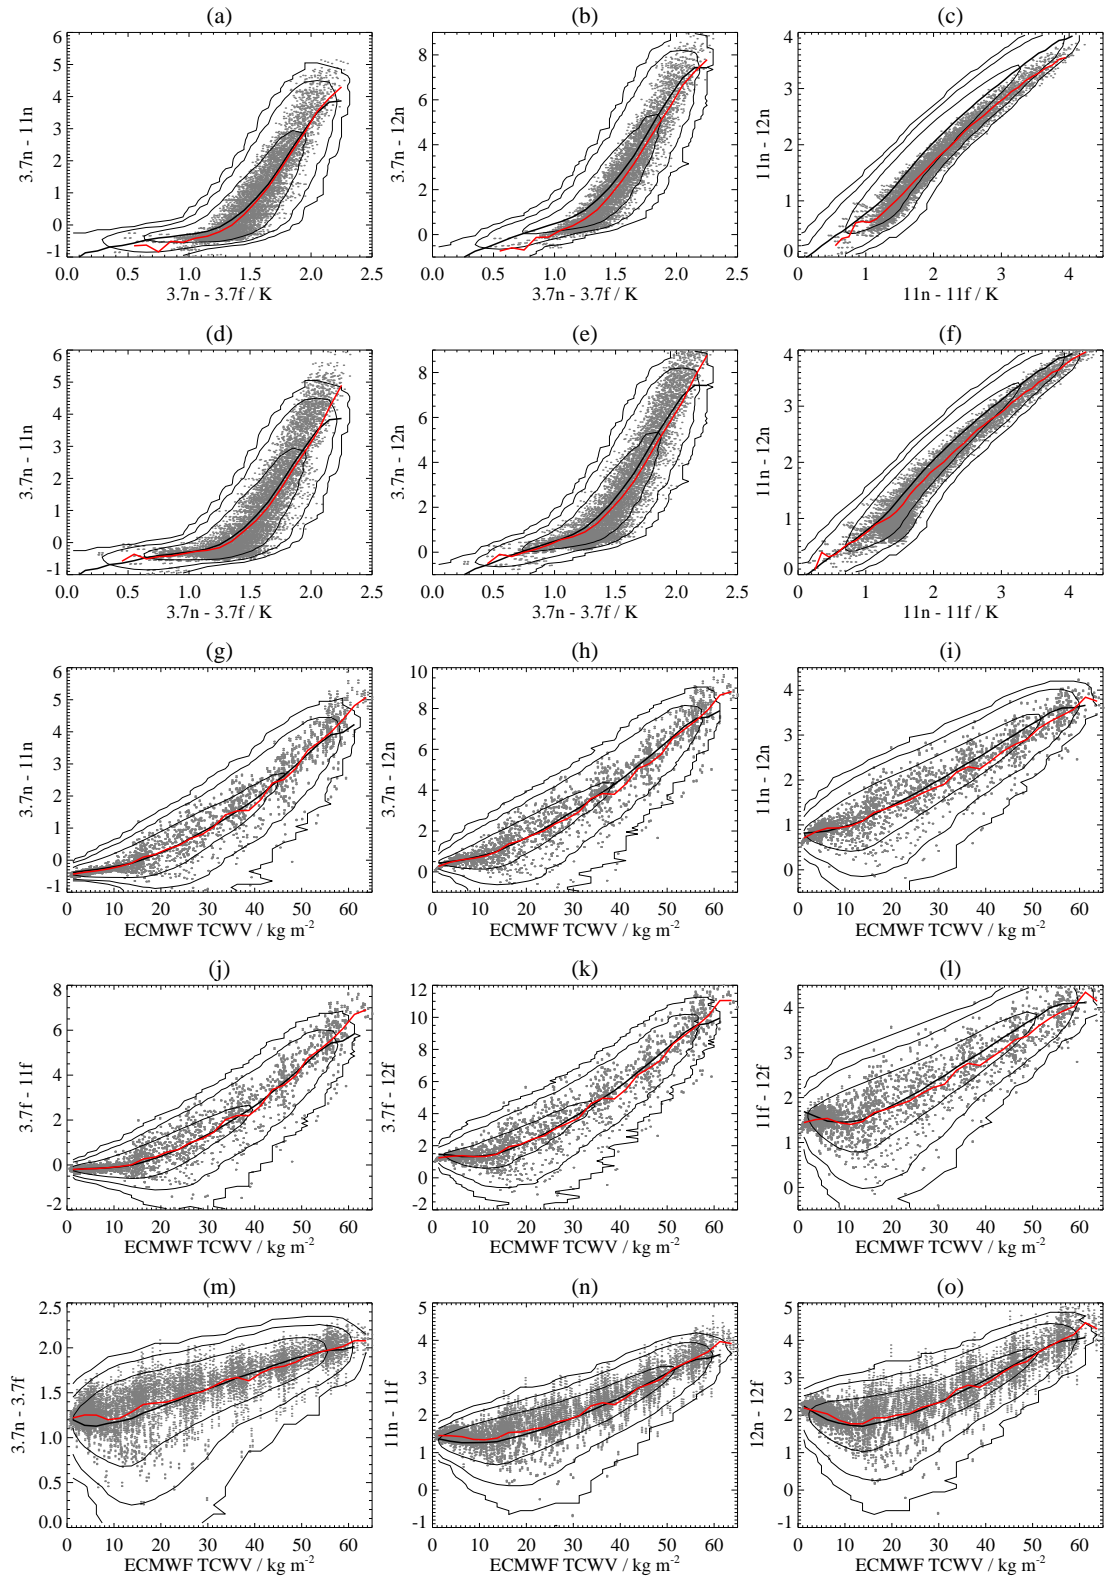 (a) (b) (c)
6 5 4 3 2 1 0 -1
3.7n - 11n
0.0 0.5 1.0 1.5 2.0 2.5
3.7n - 3.7f / K
8 6 4 2 0
3.7n - 12n
0.0 0.5 1.0 1.5 2.0 2.5
3.7n - 3.7f / K
4 3 2 1 0
11n - 12n
0 1 2 3 4
11n - 11f / K
(d) (e) (f)
6 5 4 3 2 1 0 -1
3.7n - 11n
0.0 0.5 1.0 1.5 2.0 2.5
3.7n - 3.7f / K
8 6 4 2 0
3.7n - 12n
0.0 0.5 1.0 1.5 2.0 2.5
3.7n - 3.7f / K
4 3 2 1 0
11n - 12n
0 1 2 3 4
11n - 11f / K
(g) (h) (i)
6 5 4 3 2 1 0 -1
3.7n - 11n
0 10 20 30 40 50 60
ECMWF TCWV / kg m⁻²
10 8 6 4 2 0
3.7n - 12n
0 10 20 30 40 50 60
ECMWF TCWV / kg m⁻²
4 3 2 1 0
11n - 12n
0 10 20 30 40 50 60
ECMWF TCWV / kg m⁻²
(j) (k) (l)
8 6 4 2 0 -2
3.7f - 11f
0 10 20 30 40 50 60
ECMWF TCWV / kg m⁻²
12 10 8 6 4 2 0 -2
3.7f - 12f
0 10 20 30 40 50 60
ECMWF TCWV / kg m⁻²
4 3 2 1 0
11f - 12f
0 10 20 30 40 50 60
ECMWF TCWV / kg m⁻²
(m) (n) (o)
2.5 2.0 1.5 1.0 0.5 0.0
3.7n - 3.7f
0 10 20 30 40 50 60
ECMWF TCWV / kg m⁻²
5 4 3 2 1 0 -1
11n - 11f
0 10 20 30 40 50 60
ECMWF TCWV / kg m⁻²
5 4 3 2 1 0 -1
12n - 12f
0 10 20 30 40 50 60
ECMWF TCWV / kg m⁻²